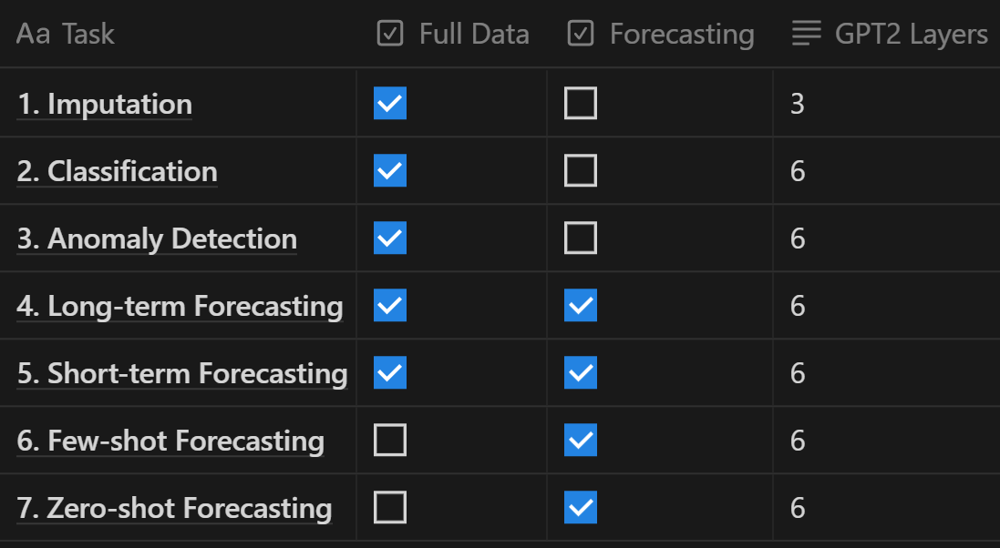 Aa Task Full Data Forecasting GPT2 Layers
1. Imputation 3
2. Classification 6
3. Anomaly Detection 6
4. Long-term Forecasting 6
5. Short-term Forecasting 6
6. Few-shot Forecasting 6
7. Zero-shot Forecasting 6